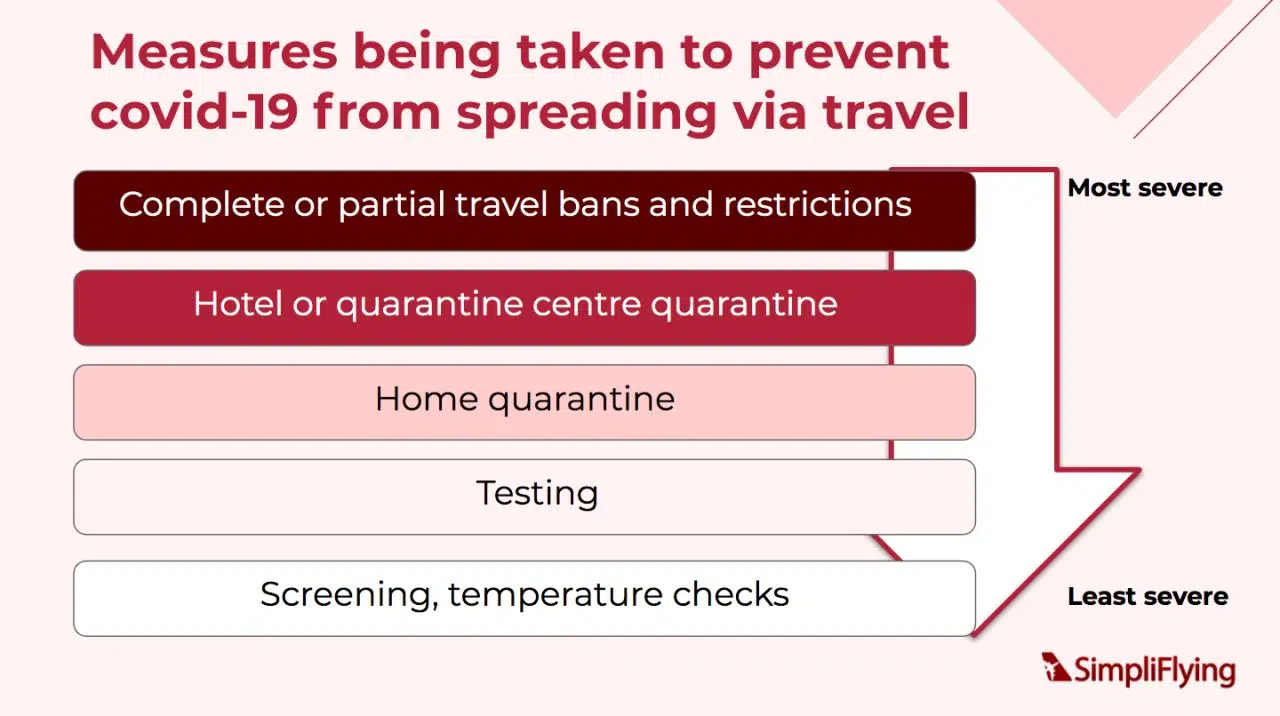 Measures being taken to prevent
covid-19 from spreading via travel
Complete or partial travel bans and restrictions
Most severe
Hotel or quarantine centre quarantine
Home quarantine
Testing
Screening, temperature checks
Least severe
SimpliFlying